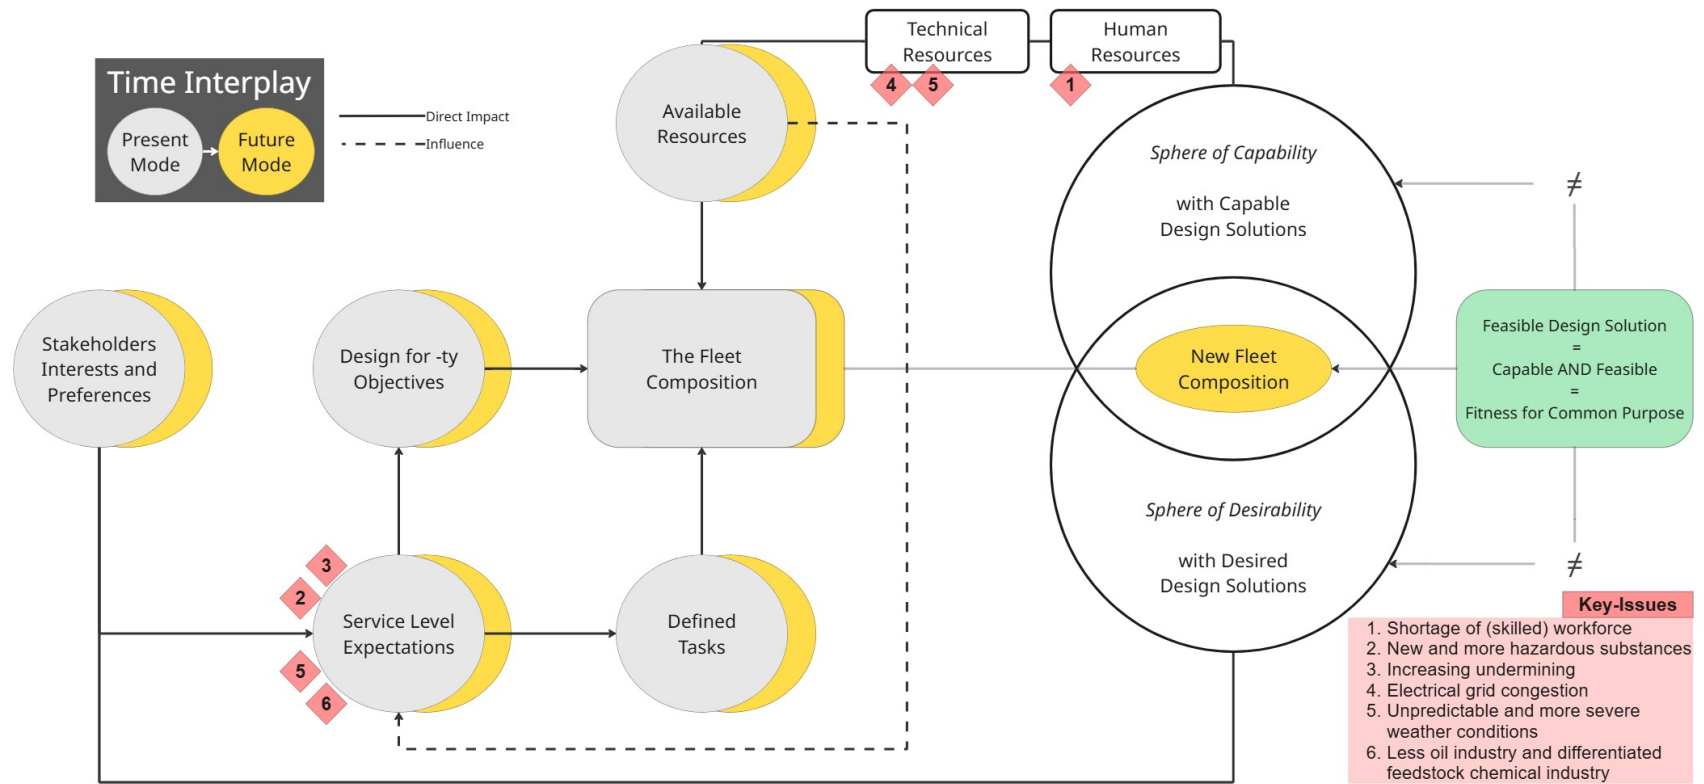 Technical
Resources
Human
Resources
4
5
1
Time Interplay
Present
Mode
Future
Mode
Direct Impact
Influence
Available
Resources
Sphere of Capability
with Capable
Design Solutions
≠
Stakeholders
Interests and
Preferences
Design for -ty
Objectives
The Fleet
Composition
New Fleet
Composition
Feasible Design Solution
=
Capable AND Feasible
=
Fitness for Common Purpose
Sphere of Desirability
with Desired
Design Solutions
≠
3
2
5
6
Service Level
Expectations
Defined
Tasks
Key-Issues
1. Shortage of (skilled) workforce
2. New and more hazardous substances
3. Increasing undermining
4. Electrical grid congestion
5. Unpredictable and more severe
weather conditions
6. Less oil industry and differentiated
feedstock chemical industry